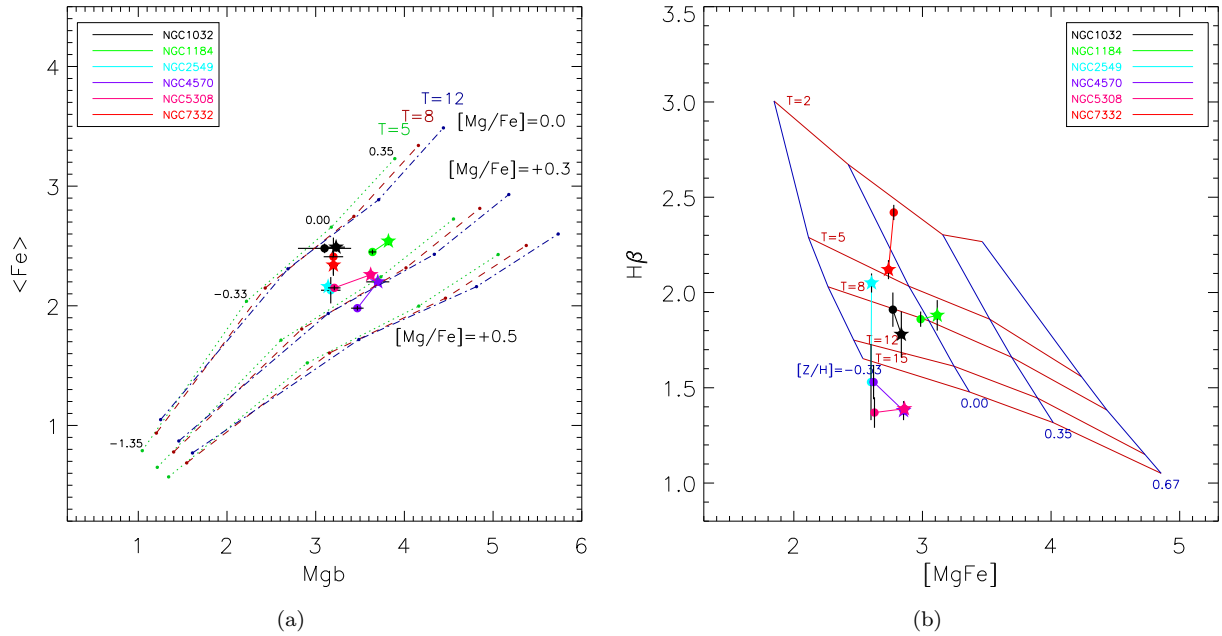 NGC1032
NGC1184
NGC2549
NGC4570
NGC5308
NGC7332
T=12
T=8
T=5
[Mg/Fe]=0.0
0.35
[Mg/Fe]=+0.3
0.00
-0.33
[Mg/Fe]=+0.5
-1.35
4
3
2
1
<Fe>
1 2 3 4 5 6
Mgb
(a)
NGC1032
NGC1184
NGC2549
NGC4570
NGC5308
NGC7332
T=2
T=5
T=8
T=12
T=15
[Z/H]=-0.33
0.00
0.35
0.67
3.5
3.0
2.5
2.0
1.5
1.0
Hβ
2 3 4 5
[MgFe]
(b)